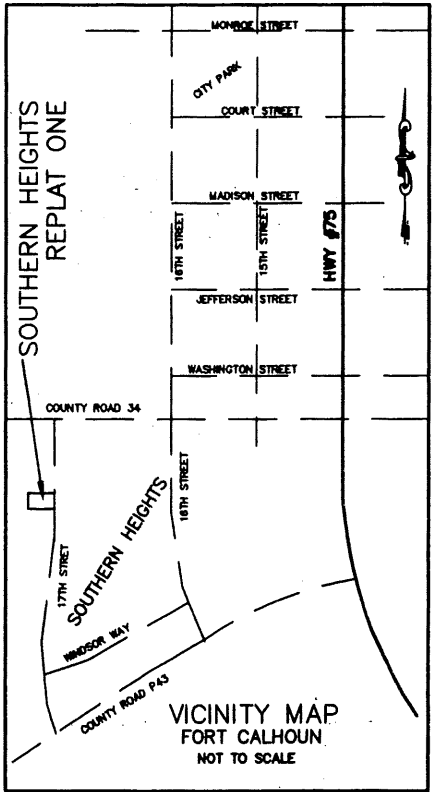 MONROE STREET
CITY PARK
COURT STREET
SOUTHERN HEIGHTS
REPLAT ONE
MADISON STREET
16TH STREET
15TH STREET
HWY #75
JEFFERSON STREET
WASHINGTON STREET
COUNTY ROAD 34
16TH STREET
SOUTHERN HEIGHTS
17TH STRET
WINDSOR WAY
COUNTY ROAD P43
VICINITY MAP
FORT CALHOUN
NOT TO SCALE